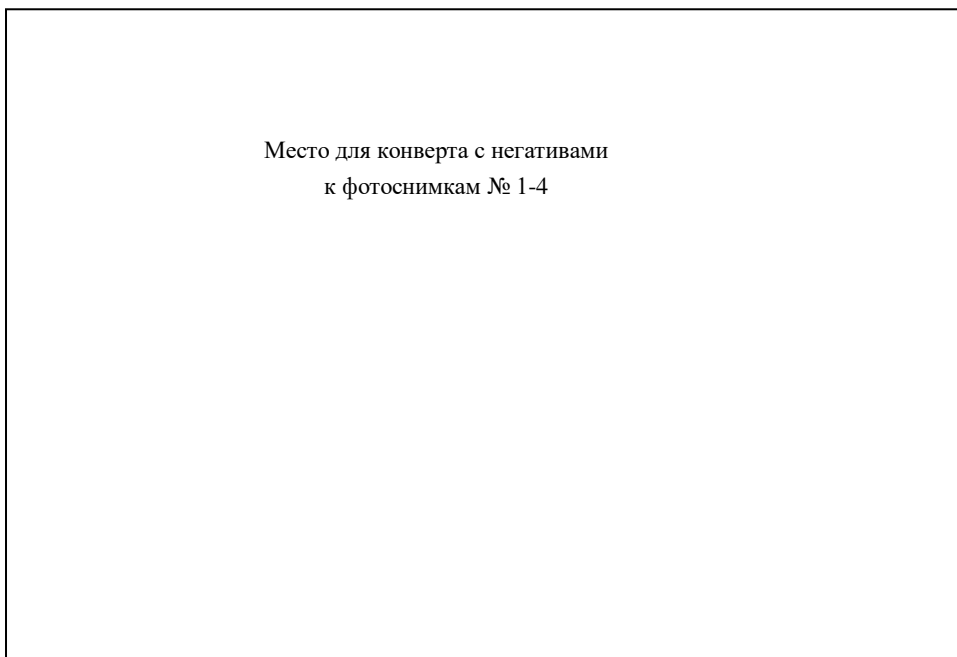 Место для конверта с негативами
к фотоснимкам № 1-4